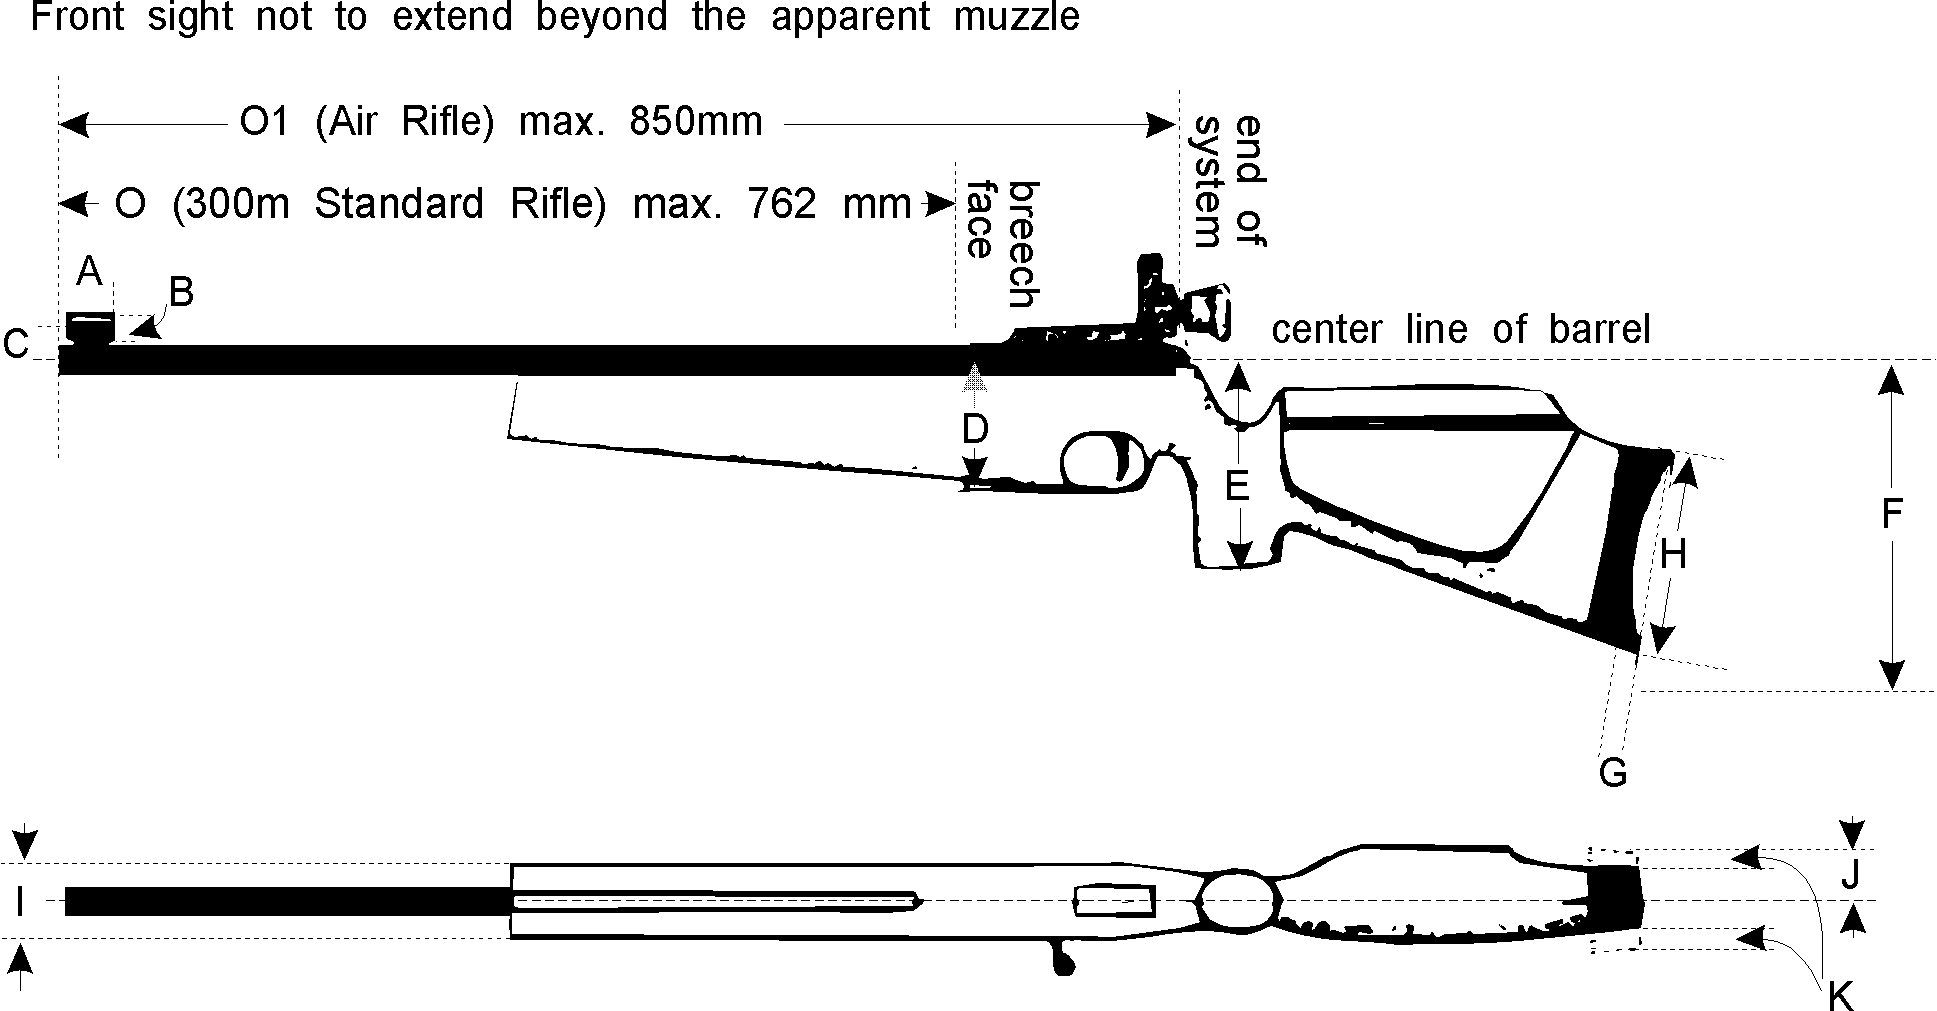 Front sight not to extend beyond the apparent muzzle
O1 (Air Rifle) max. 850mm
end of
system
O (300m Standard Rifle) max. 762 mm
breech
face
A
B
C
center line of barrel
D
E
F
H
G
I
J
K